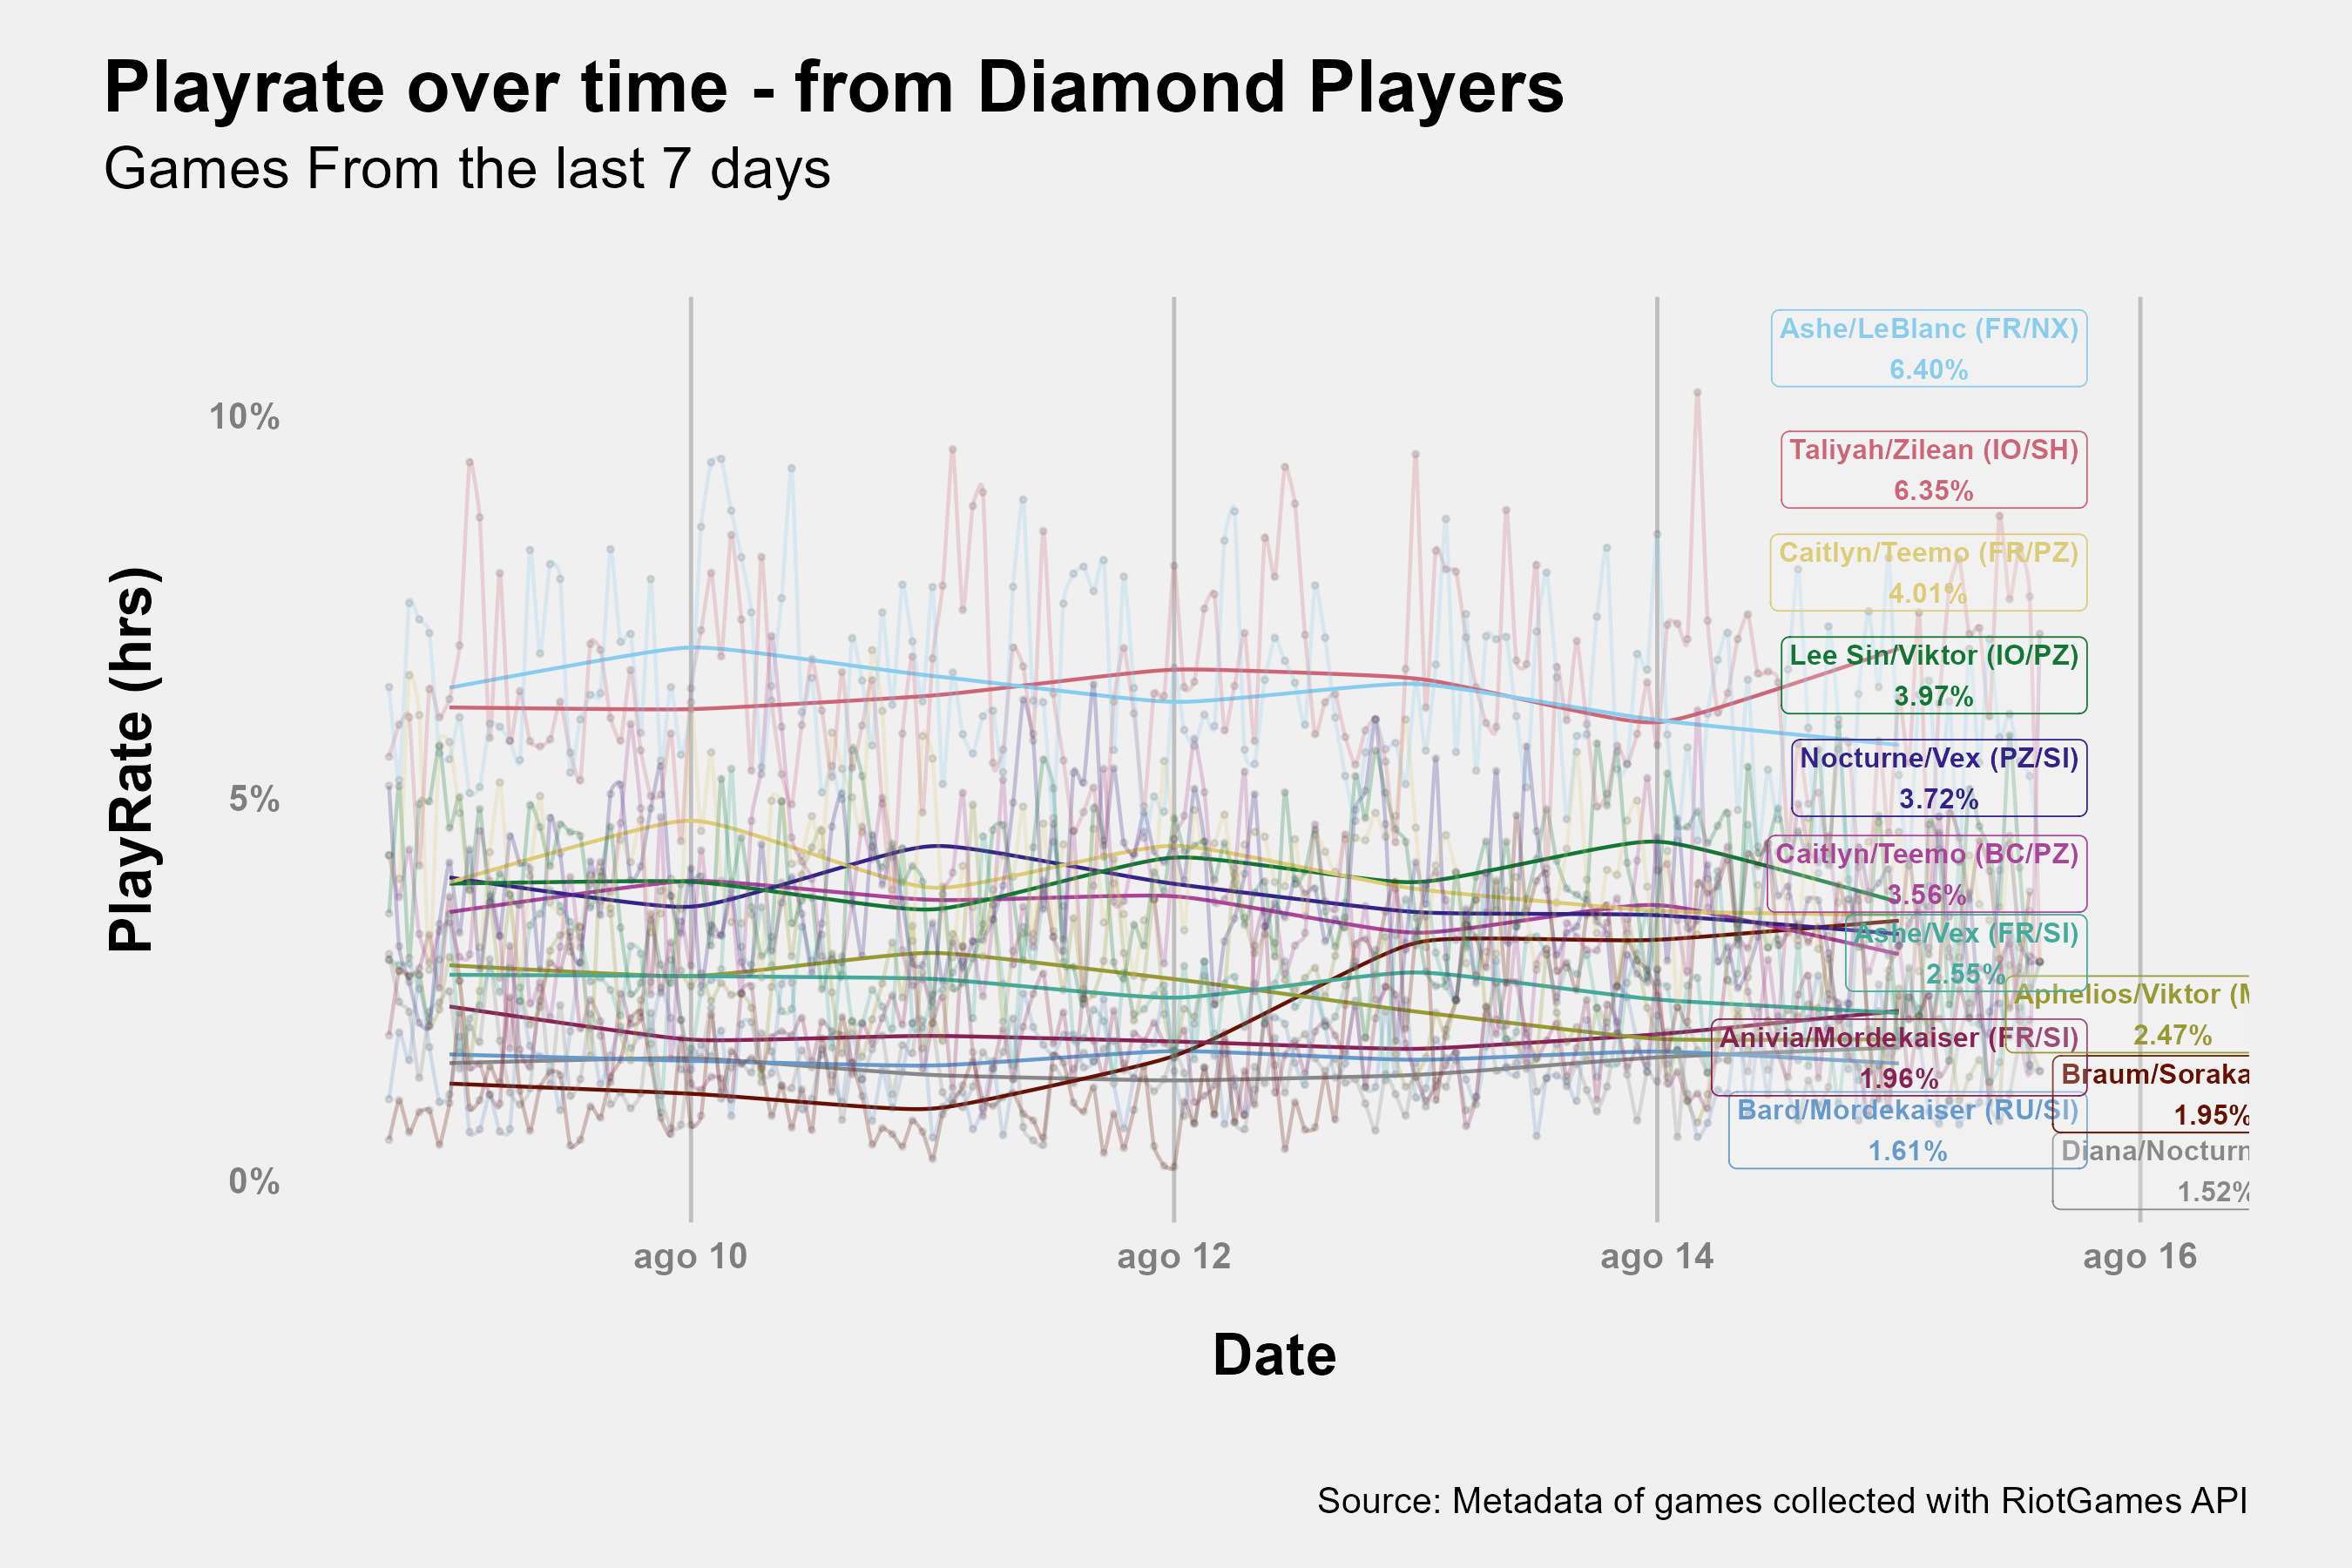 Playrate over time - from Diamond Players
Games From the last 7 days
PlayRate (hrs)
10%
5%
0%
Ashe/LeBlanc (FR/NX)
6.40%
Taliyah/Zilean (IO/SH)
6.35%
Caitlyn/Teemo (FR/PZ)
4.01%
Lee Sin/Viktor (IO/PZ)
3.97%
Nocturne/Vex (PZ/SI)
3.72%
Caitlyn/Teemo (BC/PZ)
3.56%
Ashe/Vex (FR/SI)
2.55%
Aphelios/Viktor (
2.47%
Anivia/Mordekaiser (FR/SI)
1.96%
Braum/Soraka
1.95%
Bard/Mordekaiser (RU/SI)
1.61%
Diana/Nocturn
1.52%
ago 10
ago 12
ago 14
ago 16
Date
Source: Metadata of games collected with RiotGames API